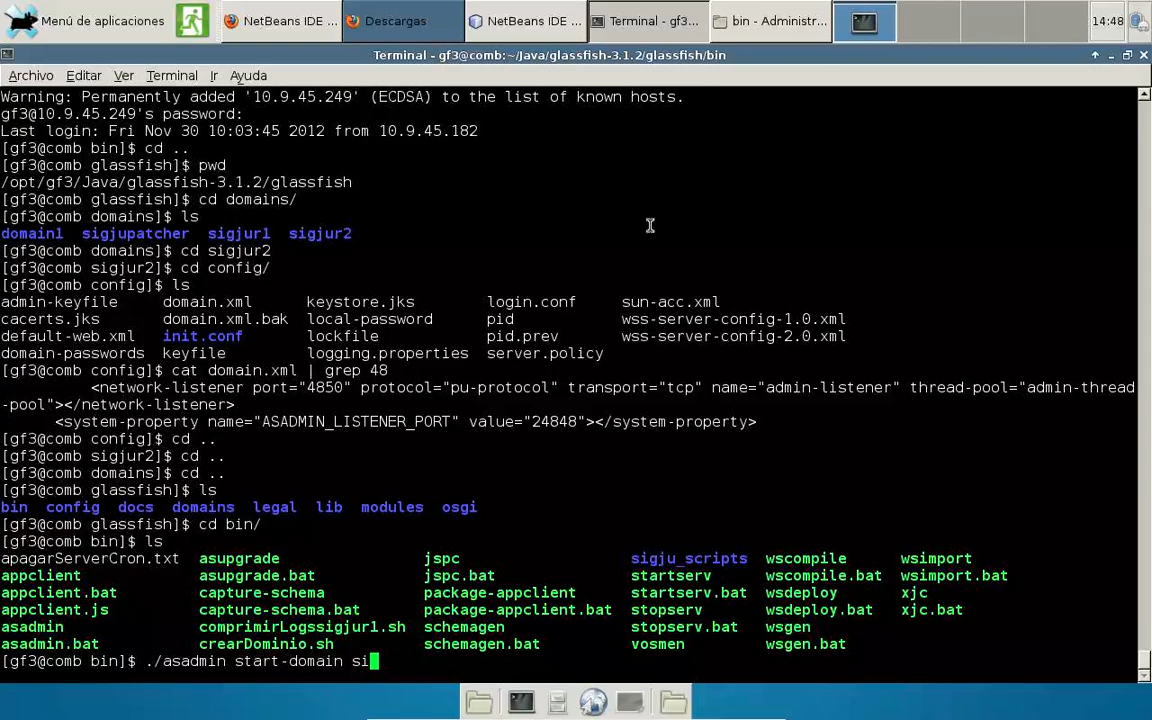 Menú de aplicaciones
NetBeans IDE ...
Descargas
NetBeans IDE ...
Terminal - gf3...
bin - Administr...
14:48
Terminal - gf3@comb:~/Java/glassfish-3.1.2/glassfish/bin
Archivo Editar Ver Terminal Ir Ayuda
Warning: Permanently added '10.9.45.249' (ECDSA) to the list of known hosts.
gf3@10.9.45.249's password:
Last login: Fri Nov 30 10:03:45 2012 from 10.9.45.182
[gf3@comb bin]$ cd ..
[gf3@comb glassfish]$ pwd
/opt/gf3/Java/glassfish-3.1.2/glassfish
[gf3@comb glassfish]$ cd domains/
[gf3@comb domains]$ ls
domain1 sigjupatcher sigjur1 sigjur2
[gf3@comb domains]$ cd sigjur2
[gf3@comb sigjur2]$ cd config/
[gf3@comb config]$ ls
admin-keyfile domain.xml keystore.jks login.conf sun-acc.xml
cacerts.jks domain.xml.bak local-password pid wss-server-config-1.0.xml
default-web.xml init.conf lockfile pid.prev wss-server-config-2.0.xml
domain-passwords keyfile logging.properties server.policy
[gf3@comb config]$ cat domain.xml | grep 48
<network-listener port="4850" protocol="pu-protocol" transport="tcp" name="admin-listener" thread-pool="admin-thread
-pool"></network-listener>
<system-property name="ASADMIN_LISTENER_PORT" value="24848"></system-property>
[gf3@comb config]$ cd ..
[gf3@comb sigjur2]$ cd ..
[gf3@comb domains]$ cd ..
[gf3@comb glassfish]$ ls
bin config docs domains legal lib modules osgi
[gf3@comb glassfish]$ cd bin/
[gf3@comb bin]$ ls
apagarServerCron.txt asupgrade jspc sigju_scripts wscompile wsimport
appclient asupgrade.bat jspc.bat startserv wscompile.bat wsimport.bat
appclient.bat capture-schema package-appclient startserv.bat wsdeploy xjc
appclient.js capture-schema.bat package-appclient.bat stopserv wsdeploy.bat xjc.bat
asadmin comprimirLogssigjur1.sh schemagen stopserv.bat wsgen
asadmin.bat crearDominio.sh schemagen.bat vosmen wsgen.bat
[gf3@comb bin]$ ./asadmin start-domain si